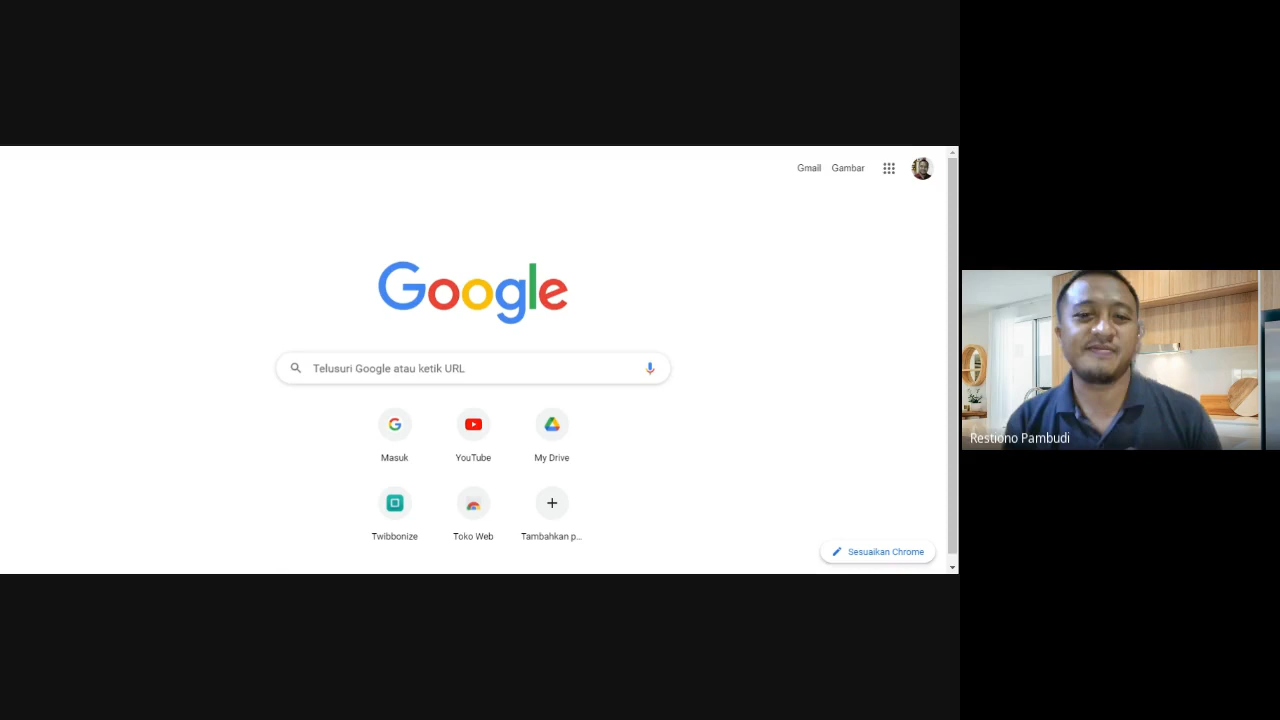 Gmail Gambar
Google
Telusuri Google atau ketik URL
Masuk YouTube My Drive
Twibbonize Toko Web Tambahkan p...
Sesuaikan Chrome
Restiono Pambudi